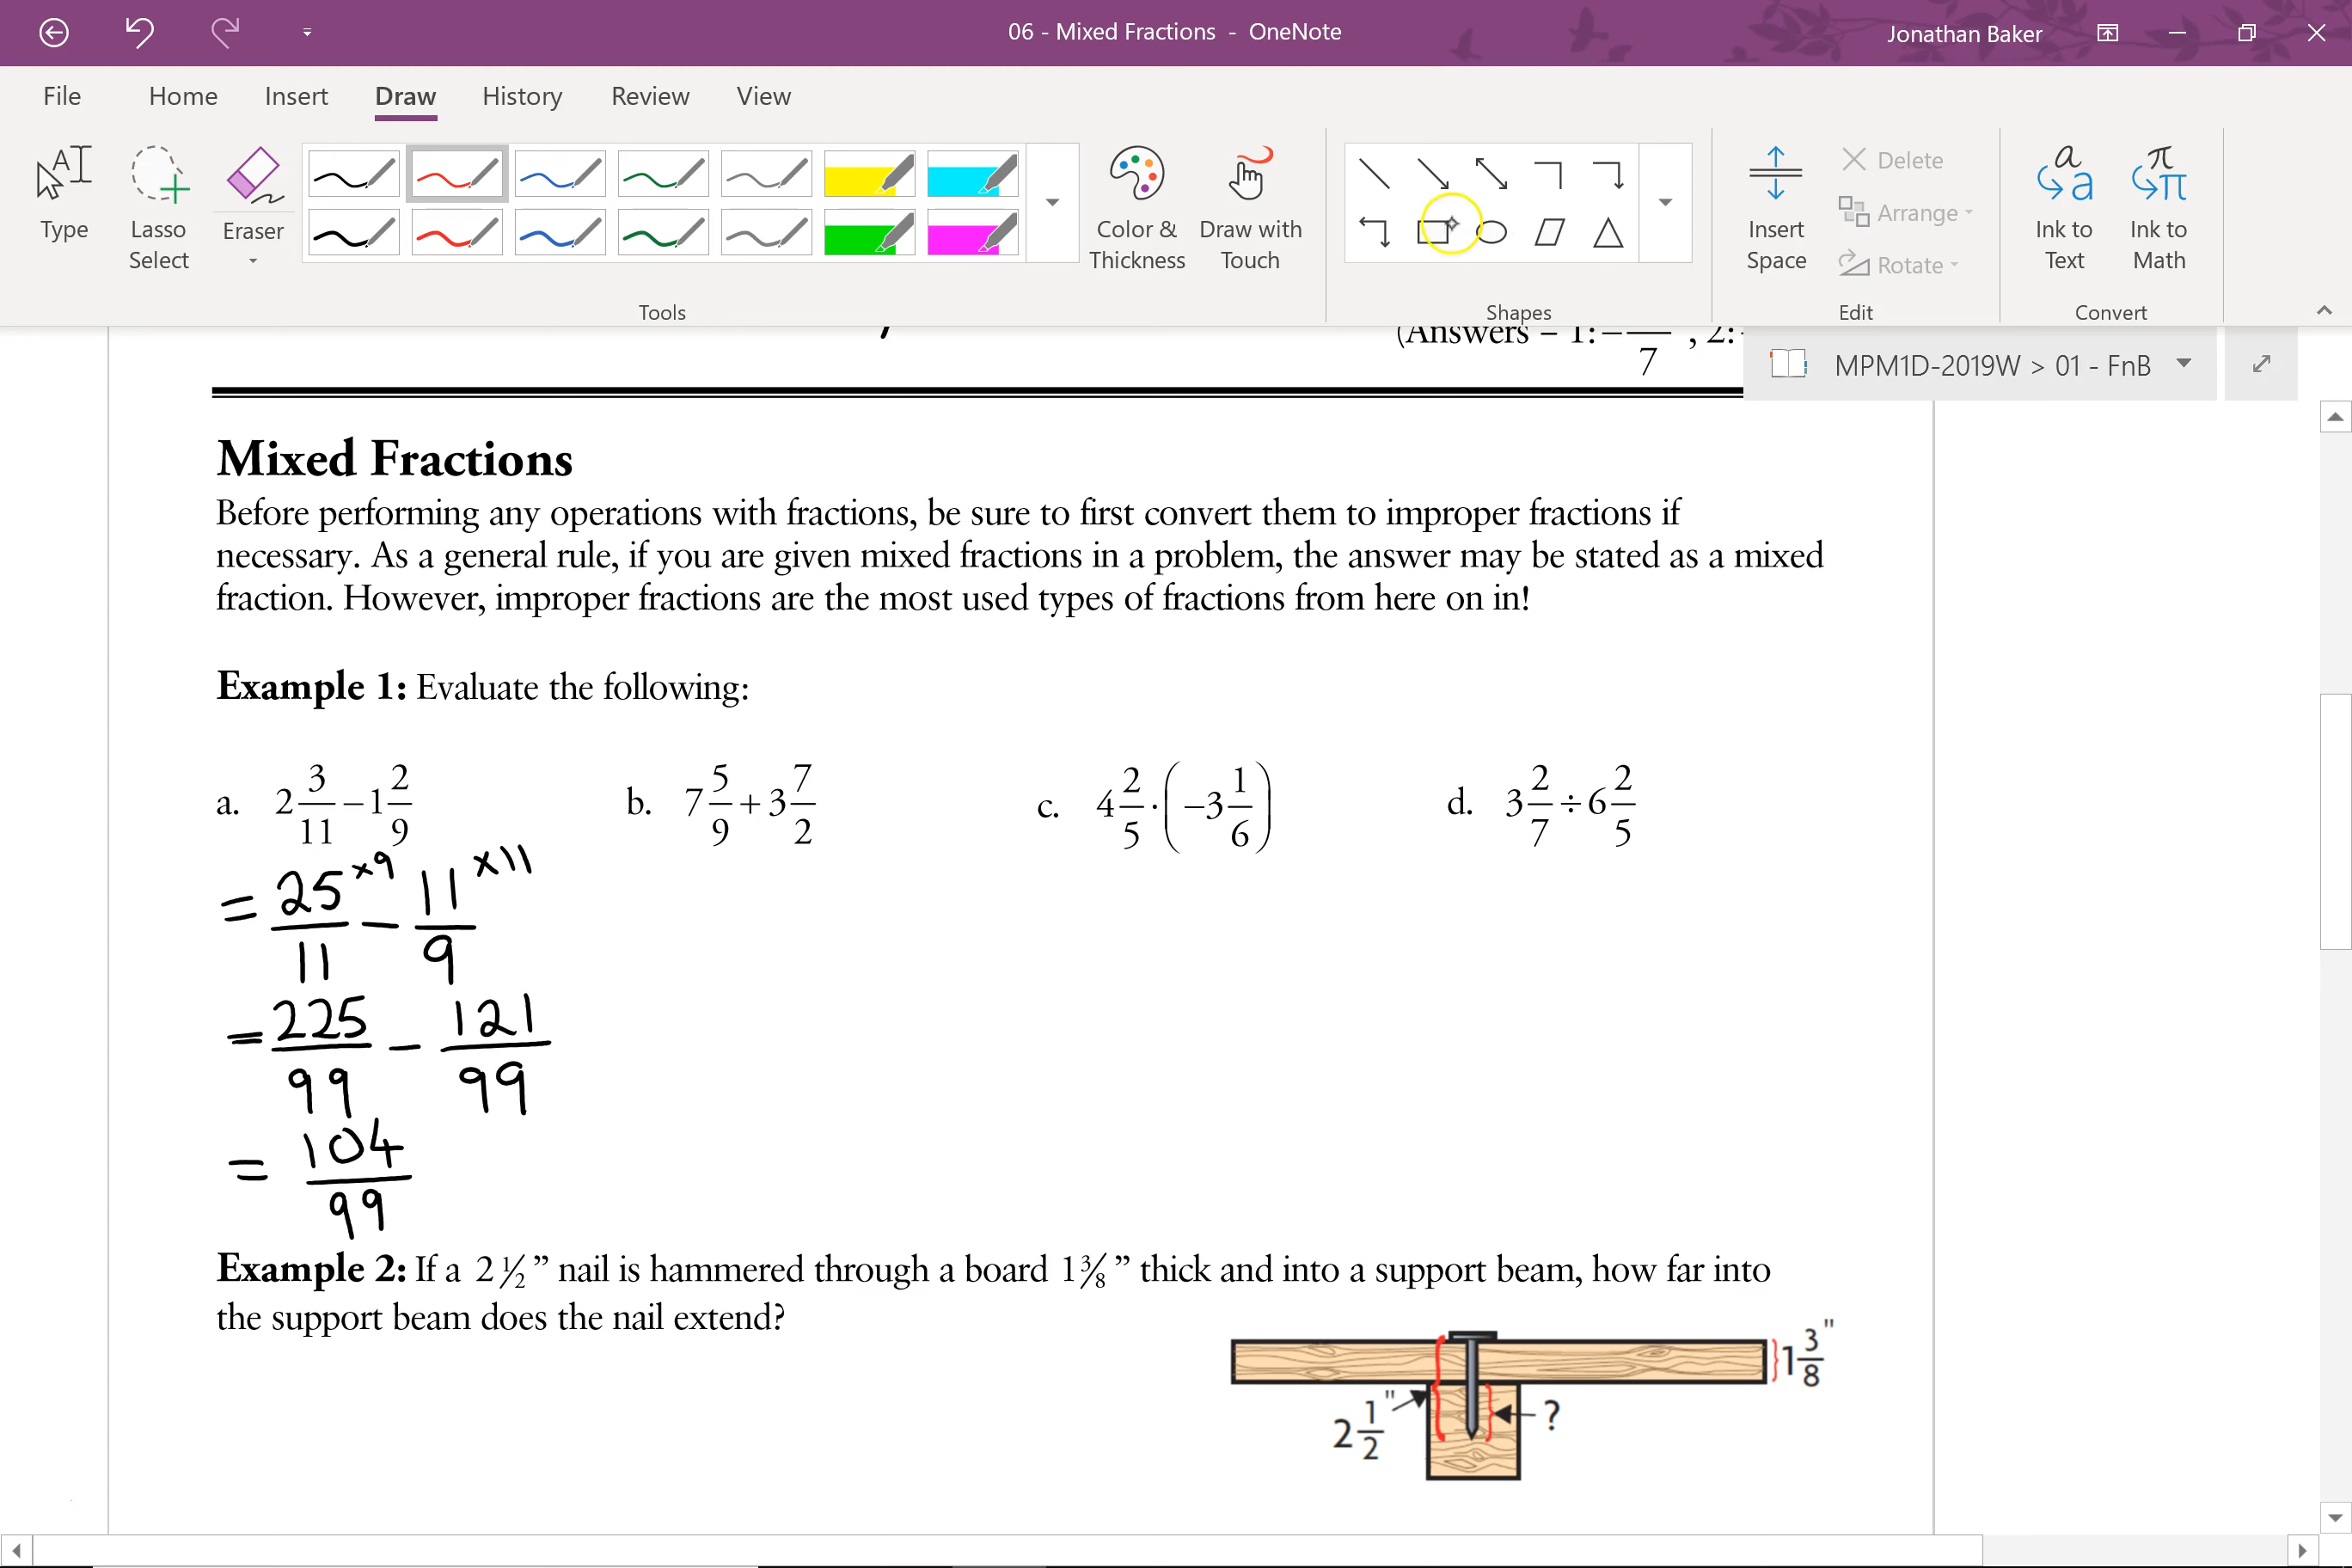 06 - Mixed Fractions - OneNote
Jonathan Baker
File Home Insert Draw History Review View
Type
Lasso Select
Eraser
Color & Thickness
Draw with Touch
Insert Space
Delete
Arrange
Rotate
Ink to Text
Ink to Math
Tools
Shapes
Edit
Convert
(Answers – 1: – /7 , 2:
MPM1D-2019W > 01 - FnB
Mixed Fractions
Before performing any operations with fractions, be sure to first convert them to improper fractions if
necessary. As a general rule, if you are given mixed fractions in a problem, the answer may be stated as a mixed
fraction. However, improper fractions are the most used types of fractions from here on in!
Example 1: Evaluate the following:
a. 2 3/11 – 1 2/9
b. 7 5/9 + 3 7/2
c. 4 2/5 · (–3 1/6)
d. 3 2/7 ÷ 6 2/5
= 25/11 ×9 – 11/9 ×11
= 225/99 – 121/99
= 104/99
Example 2: If a 2 ½ ” nail is hammered through a board 1 ⅜ ” thick and into a support beam, how far into
the support beam does the nail extend?
1 3/8 "
2 1/2 "
?